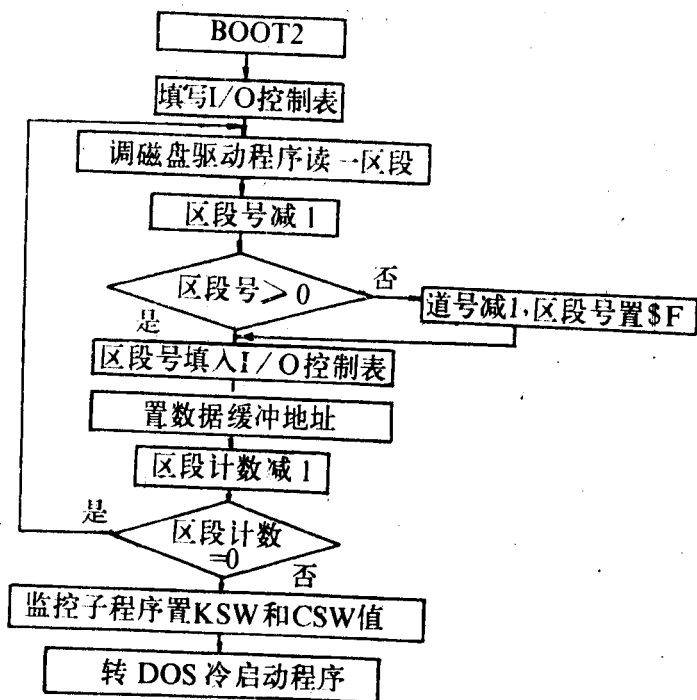 BOOT2
填写I/O控制表
调磁盘驱动程序读一区段
区段号减1
区段号≥0
否
道号减1,区段号置$F
是
区段号填入I/O控制表
置数据缓冲地址
区段计数减1
是
区段计数
=0
否
监控子程序置KSW和CSW值
转DOS冷启动程序